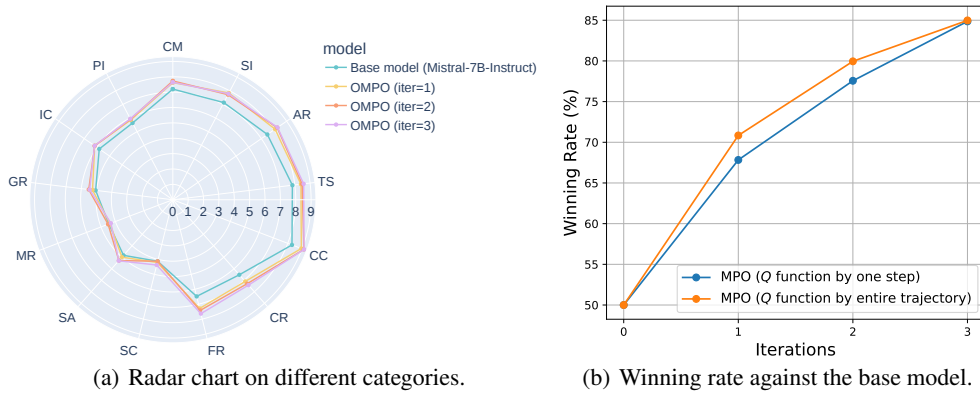 CM
PI
SI
IC
AR
GR
TS
MR
CC
SA
CR
SC
FR
0 1 2 3 4 5 6 7 8 9
model
Base model (Mistral-7B-Instruct)
OMPO (iter=1)
OMPO (iter=2)
OMPO (iter=3)
(a) Radar chart on different categories.
Winning Rate (%)
85
80
75
70
65
60
55
50
0 1 2 3
Iterations
MPO (Q function by one step)
MPO (Q function by entire trajectory)
(b) Winning rate against the base model.